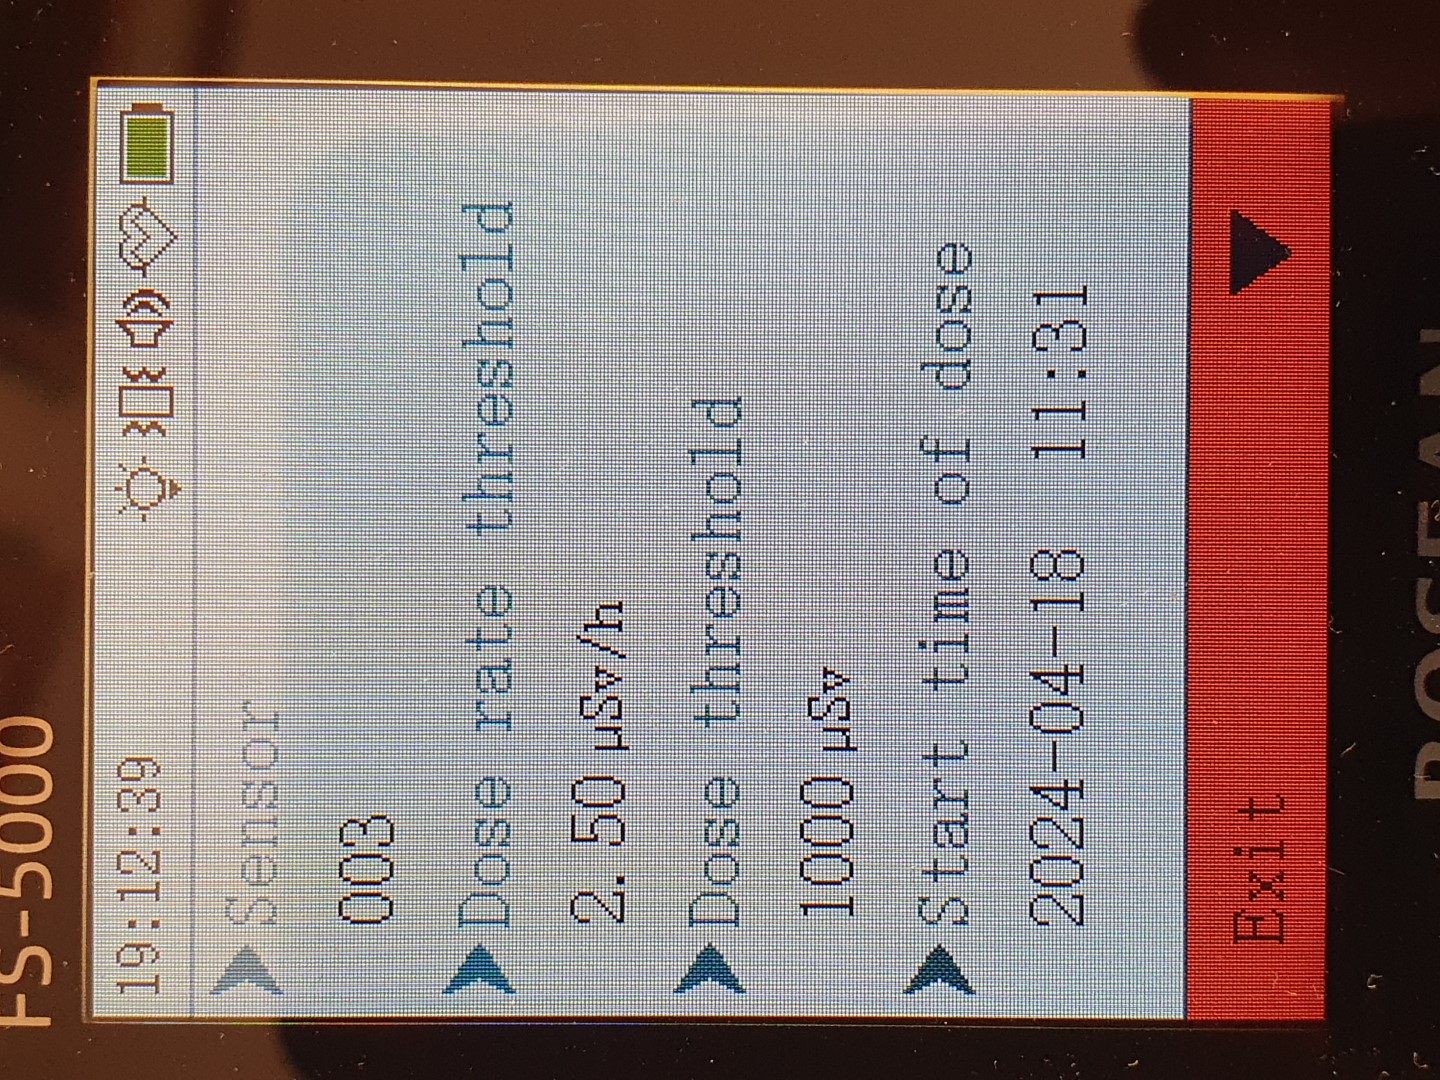 FS-5000
19:12:39
Sensor
003
Dose rate threshold
2.50 µSv/h
Dose threshold
1000 µSv
Start time of dose
2024-04-18 11:31
Exit